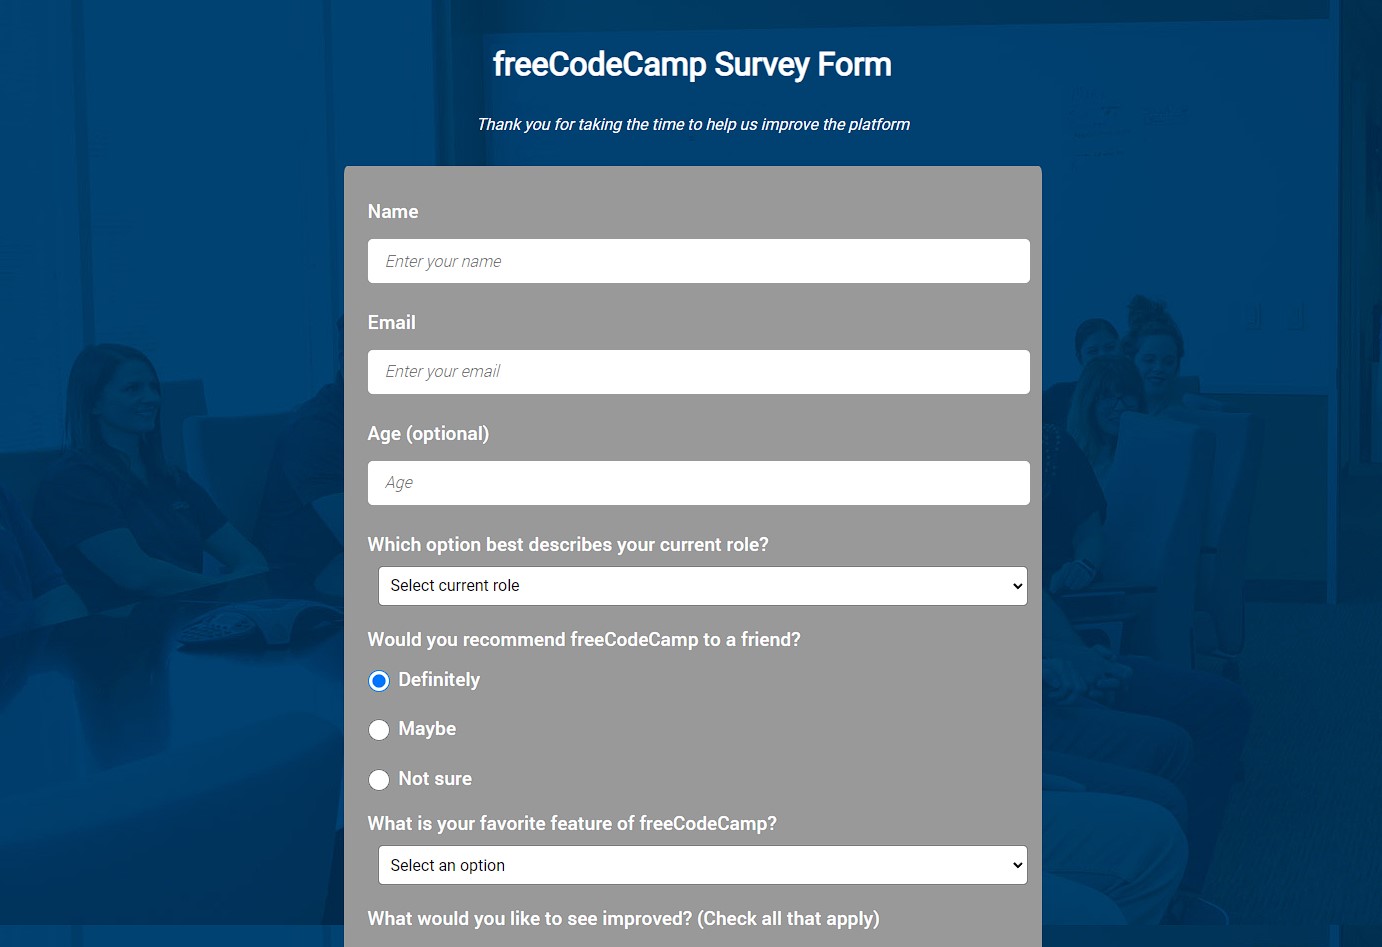 freeCodeCamp Survey Form
Thank you for taking the time to help us improve the platform
Name
Enter your name
Email
Enter your email
Age (optional)
Age
Which option best describes your current role?
Select current role
Would you recommend freeCodeCamp to a friend?
Definitely
Maybe
Not sure
What is your favorite feature of freeCodeCamp?
Select an option
What would you like to see improved? (Check all that apply)